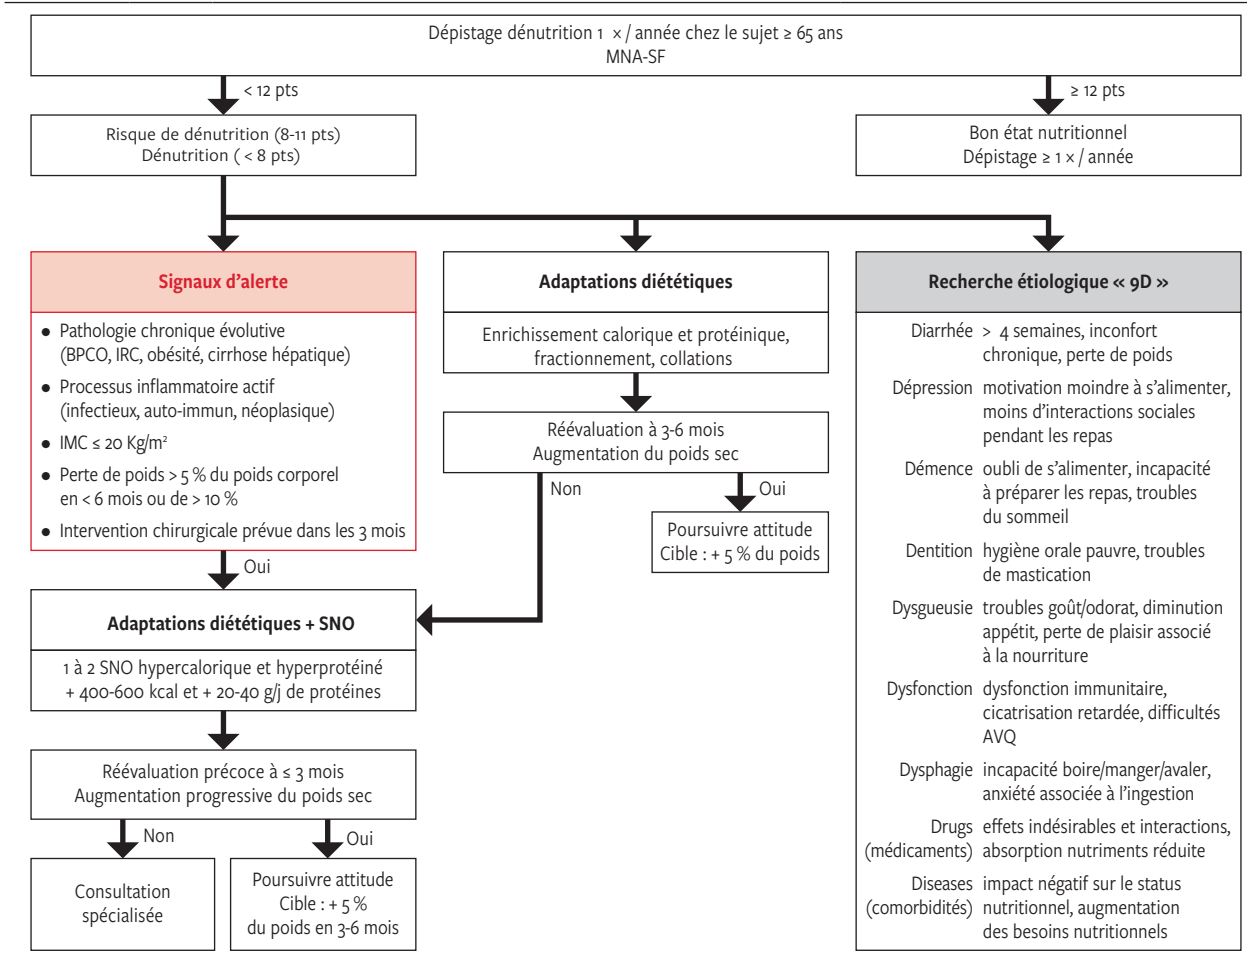 Dépistage dénutrition 1 × / année chez le sujet ≥ 65 ans
MNA-SF
< 12 pts
≥ 12 pts
Risque de dénutrition (8-11 pts)
Dénutrition ( < 8 pts)
Bon état nutritionnel
Dépistage ≥ 1 × / année
Signaux d'alerte
• Pathologie chronique évolutive
(BPCO, IRC, obésité, cirrhose hépatique)
• Processus inflammatoire actif
(infectieux, auto-immun, néoplasique)
• IMC ≤ 20 Kg/m²
• Perte de poids > 5 % du poids corporel
en < 6 mois ou de > 10 %
• Intervention chirurgicale prévue dans les 3 mois
Oui
Adaptations diététiques + SNO
1 à 2 SNO hypercalorique et hyperprotéiné
+ 400-600 kcal et + 20-40 g/j de protéines
Réévaluation précoce à ≤ 3 mois
Augmentation progressive du poids sec
Non
Oui
Consultation
spécialisée
Poursuivre attitude
Cible : + 5 %
du poids en 3-6 mois
Adaptations diététiques
Enrichissement calorique et protéinique,
fractionnement, collations
Réévaluation à 3-6 mois
Augmentation du poids sec
Non
Oui
Poursuivre attitude
Cible : + 5 % du poids
Recherche étiologique « 9D »
Diarrhée > 4 semaines, inconfort
chronique, perte de poids
Dépression motivation moindre à s'alimenter,
moins d'interactions sociales
pendant les repas
Démence oubli de s'alimenter, incapacité
à préparer les repas, troubles
du sommeil
Dentition hygiène orale pauvre, troubles
de mastication
Dysgueusie troubles goût/odorat, diminution
appétit, perte de plaisir associé
à la nourriture
Dysfonction dysfonction immunitaire,
cicatrisation retardée, difficultés
AVQ
Dysphagie incapacité boire/manger/avaler,
anxiété associée à l'ingestion
Drugs effets indésirables et interactions,
(médicaments) absorption nutriments réduite
Diseases impact négatif sur le status
(comorbidités) nutritionnel, augmentation
des besoins nutritionnels